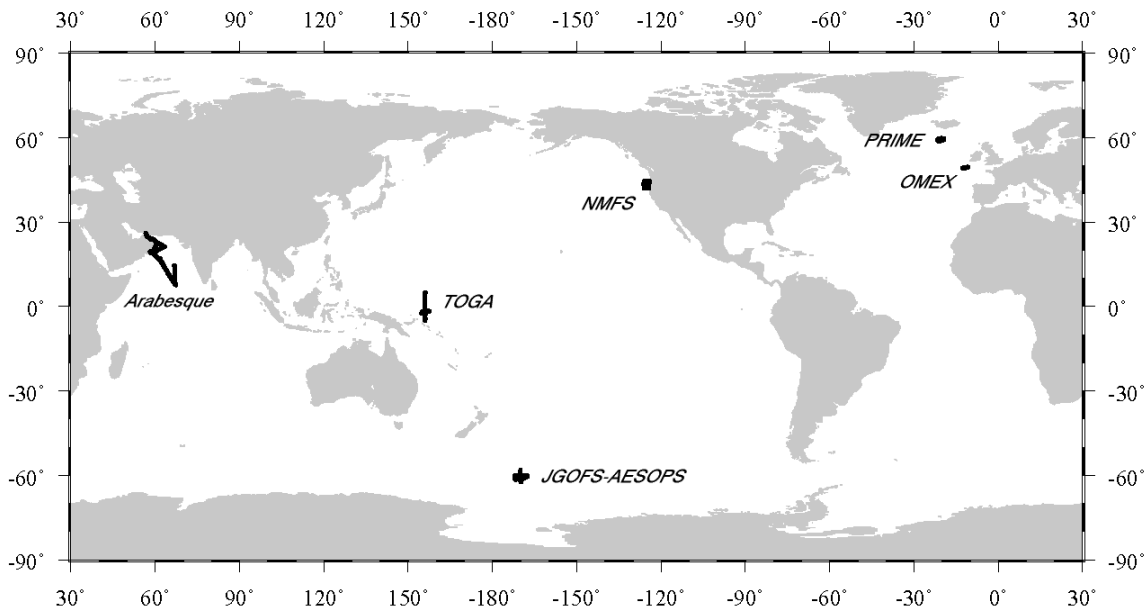 30˚ 60˚ 90˚ 120˚ 150˚ -180˚ -150˚ -120˚ -90˚ -60˚ -30˚ 0˚ 30˚
90˚ 90˚
60˚ PRIME 60˚
OMEX
30˚ NMFS 30˚
Arabesque TOGA
0˚ 0˚
-30˚ -30˚
-60˚ JGOFS-AESOPS -60˚
-90˚ -90˚
30˚ 60˚ 90˚ 120˚ 150˚ -180˚ -150˚ -120˚ -90˚ -60˚ -30˚ 0˚ 30˚